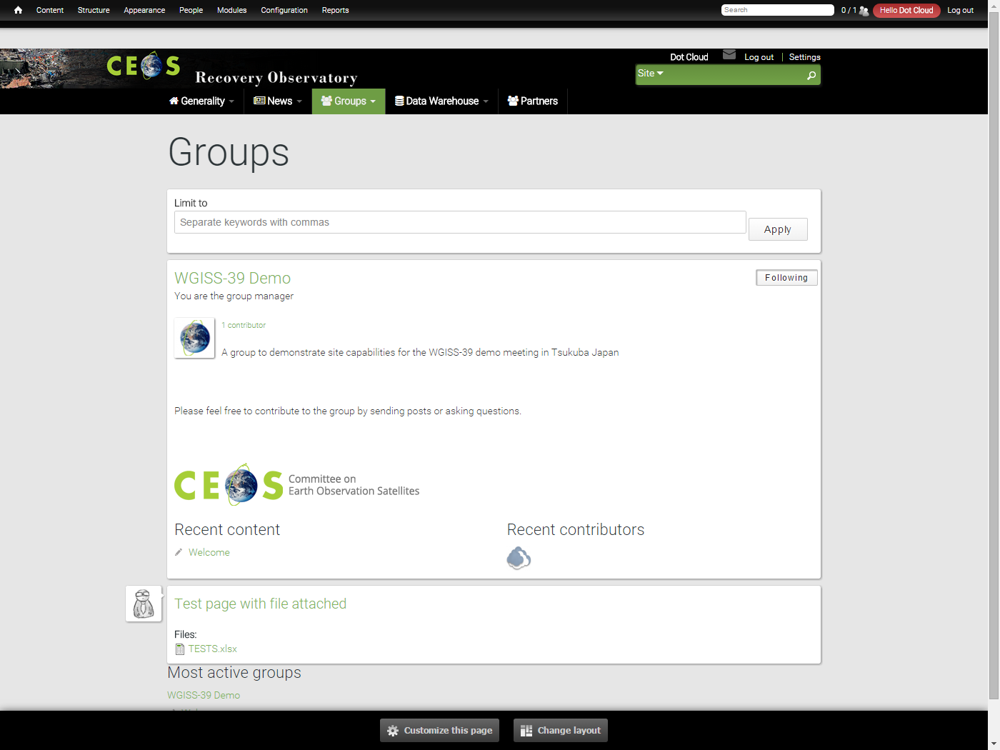 Content Structure Appearance People Modules Configuration Reports Search 0 / 1 Hello Dot Cloud Log out
CEOS Recovery Observatory
Dot Cloud Log out | Settings
Site
Generality News Groups Data Warehouse Partners
Groups
Limit to
Separate keywords with commas
Apply
WGISS-39 Demo
Following
You are the group manager
1 contributor
A group to demonstrate site capabilities for the WGISS-39 demo meeting in Tsukuba Japan
Please feel free to contribute to the group by sending posts or asking questions.
CEOS
Committee on
Earth Observation Satellites
Recent content
Welcome
Recent contributors
Test page with file attached
Files:
TESTS.xlsx
Most active groups
WGISS-39 Demo
Customize this page Change layout